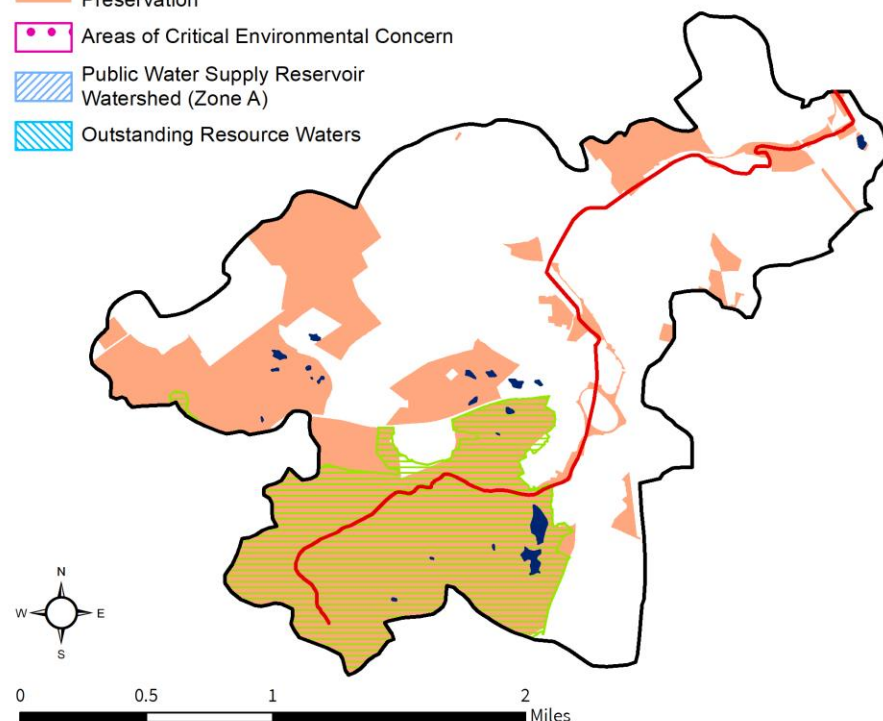 Preservation
Areas of Critical Environmental Concern
Public Water Supply Reservoir
Watershed (Zone A)
Outstanding Resource Waters
N
W E
S
0 0.5 1 2
Miles